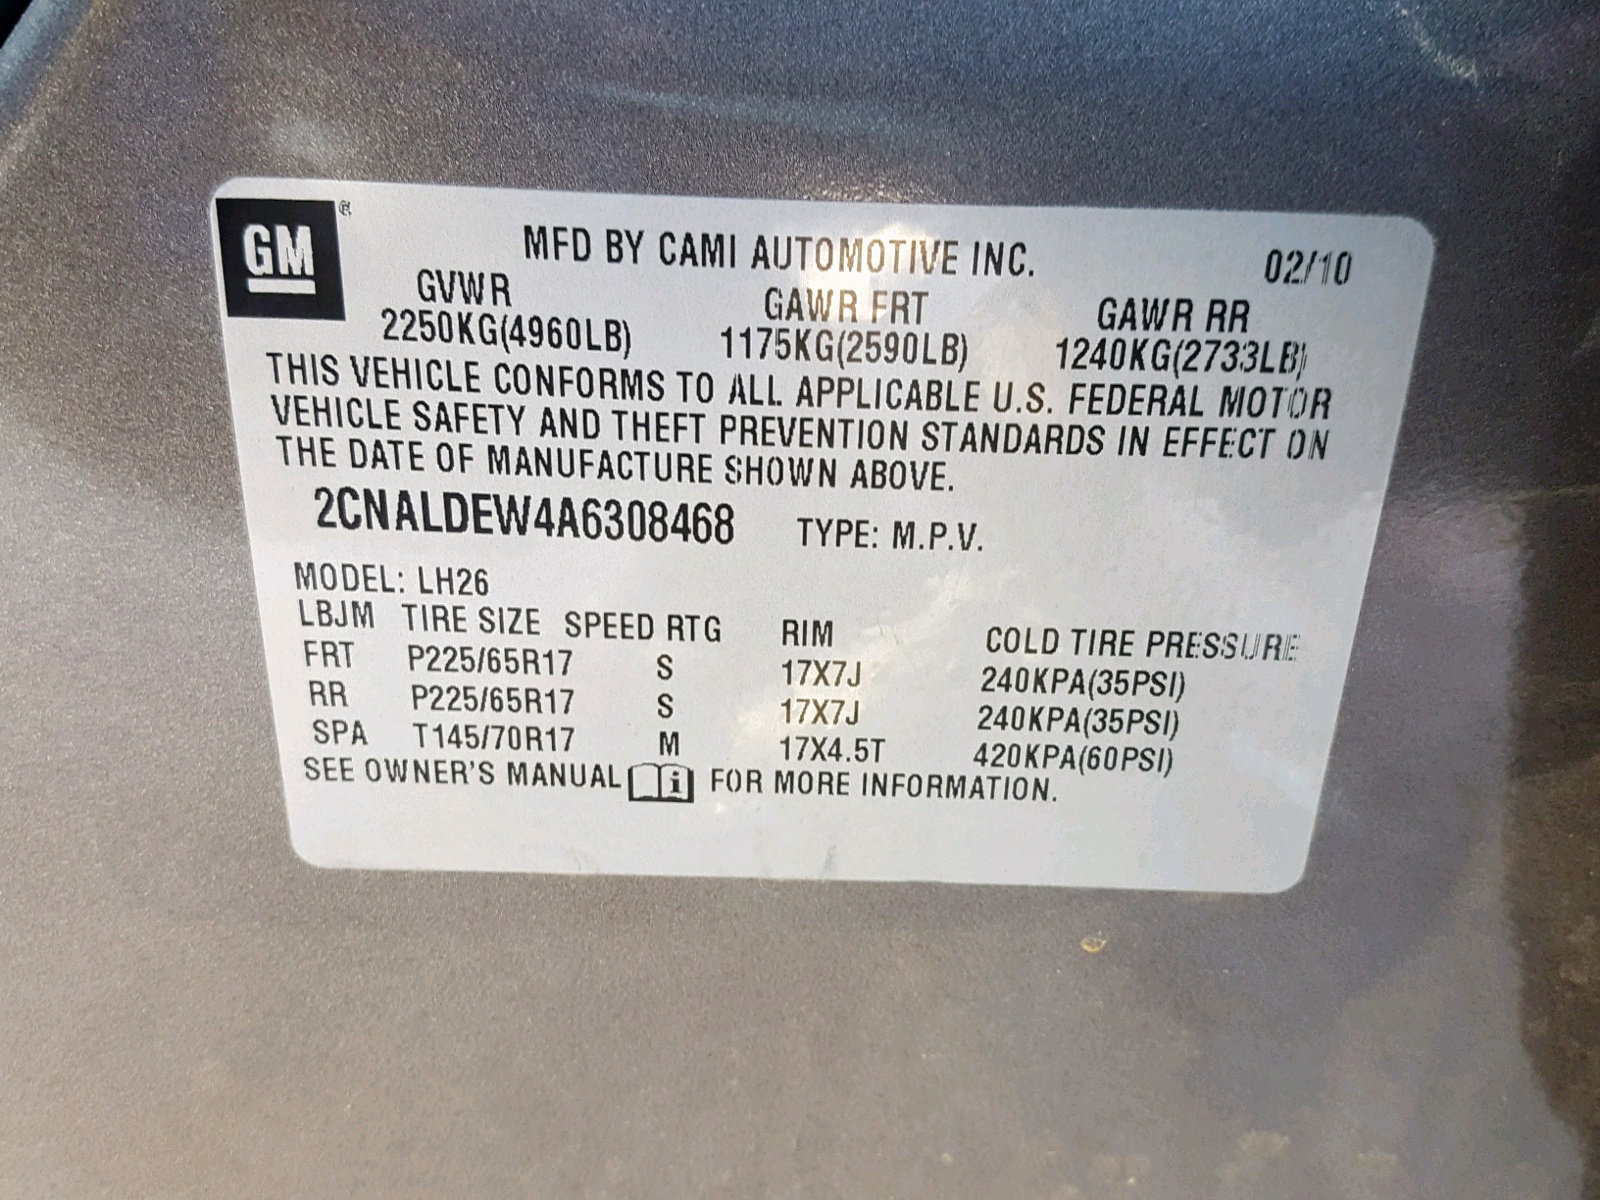 GM ®
MFD BY CAMI AUTOMOTIVE INC. 02/10
GVWR GAWR FRT GAWR RR
2250KG(4960LB) 1175KG(2590LB) 1240KG(2733LB)
THIS VEHICLE CONFORMS TO ALL APPLICABLE U.S. FEDERAL MOTOR
VEHICLE SAFETY AND THEFT PREVENTION STANDARDS IN EFFECT ON
THE DATE OF MANUFACTURE SHOWN ABOVE.
2CNALDEW4A6308468 TYPE: M.P.V.
MODEL: LH26
LBJM TIRE SIZE SPEED RTG RIM COLD TIRE PRESSURE
FRT P225/65R17 S 17X7J 240KPA(35PSI)
RR P225/65R17 S 17X7J 240KPA(35PSI)
SPA T145/70R17 M 17X4.5T 420KPA(60PSI)
SEE OWNER'S MANUAL i FOR MORE INFORMATION.